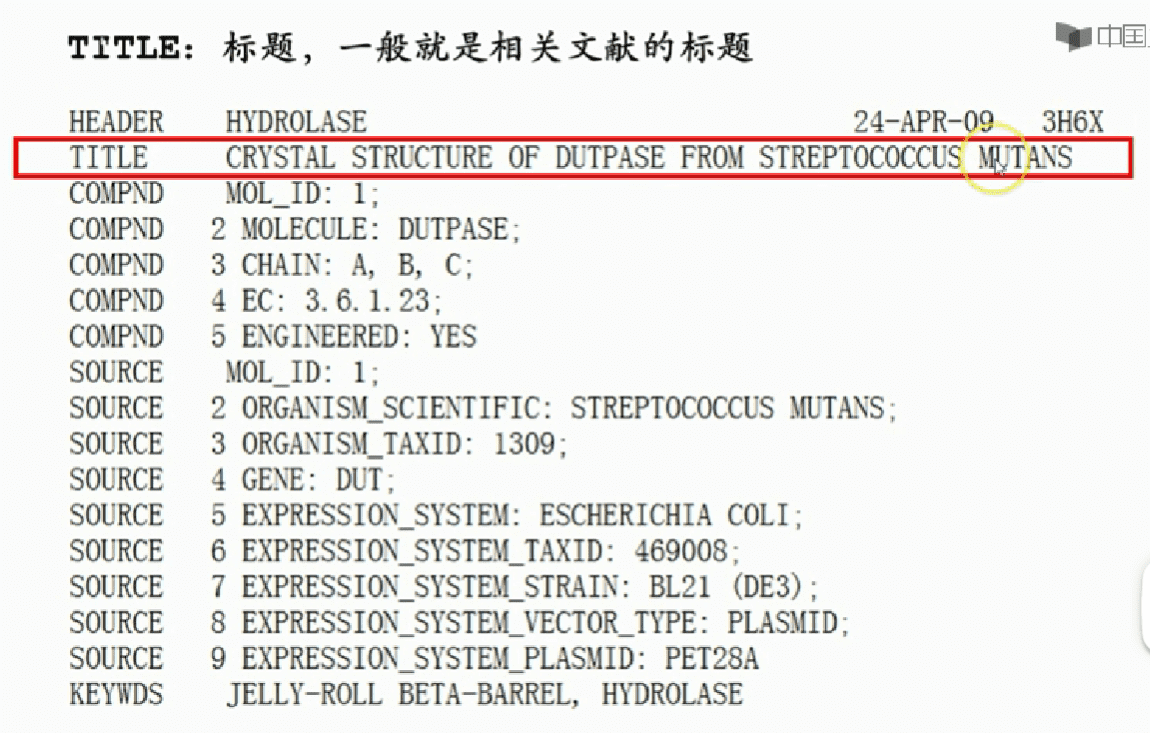 TITLE: 标题, 一般就是相关文献的标题
中国
HEADER HYDROLASE 24-APR-09 3H6X
TITLE CRYSTAL STRUCTURE OF DUTPASE FROM STREPTOCOCCUS MUTANS
COMPND MOL_ID: 1;
COMPND 2 MOLECULE: DUTPASE;
COMPND 3 CHAIN: A, B, C;
COMPND 4 EC: 3.6.1.23;
COMPND 5 ENGINEERED: YES
SOURCE MOL_ID: 1;
SOURCE 2 ORGANISM_SCIENTIFIC: STREPTOCOCCUS MUTANS;
SOURCE 3 ORGANISM_TAXID: 1309;
SOURCE 4 GENE: DUT;
SOURCE 5 EXPRESSION_SYSTEM: ESCHERICHIA COLI;
SOURCE 6 EXPRESSION_SYSTEM_TAXID: 469008;
SOURCE 7 EXPRESSION_SYSTEM_STRAIN: BL21 (DE3);
SOURCE 8 EXPRESSION_SYSTEM_VECTOR_TYPE: PLASMID;
SOURCE 9 EXPRESSION_SYSTEM_PLASMID: PET28A
KEYWDS JELLY-ROLL BETA-BARREL, HYDROLASE